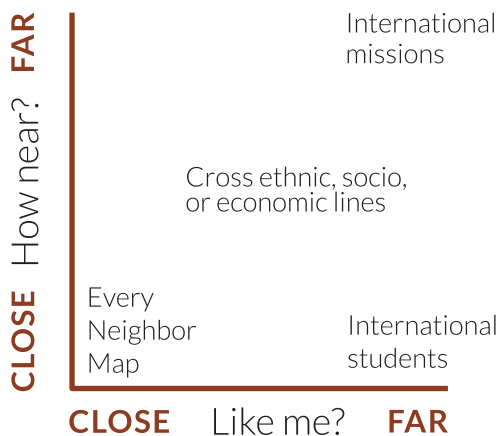 International
missions
Cross ethnic, socio,
or economic lines
Every
Neighbor
Map
International
students
CLOSE How near? FAR
CLOSE Like me? FAR